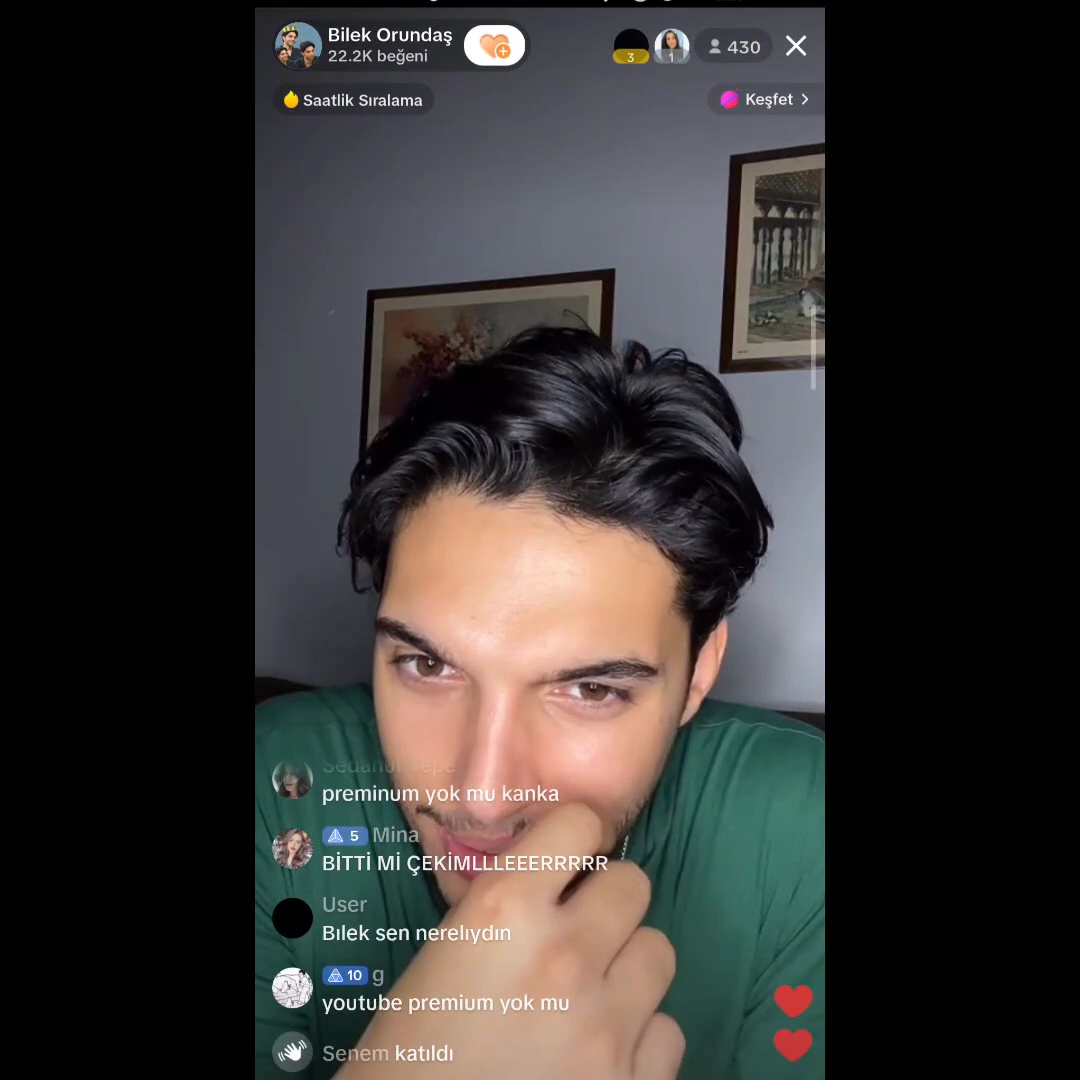 Bilek Orundaş
22.2K beğeni
3
1
430
Saatlik Sıralama
Keşfet
preminum yok mu kanka
5 Mina
BİTTİ Mİ ÇEKİMLLLEEERRRRR
User
Bılek sen nerelıydın
10 g
youtube premium yok mu
Senem katıldı